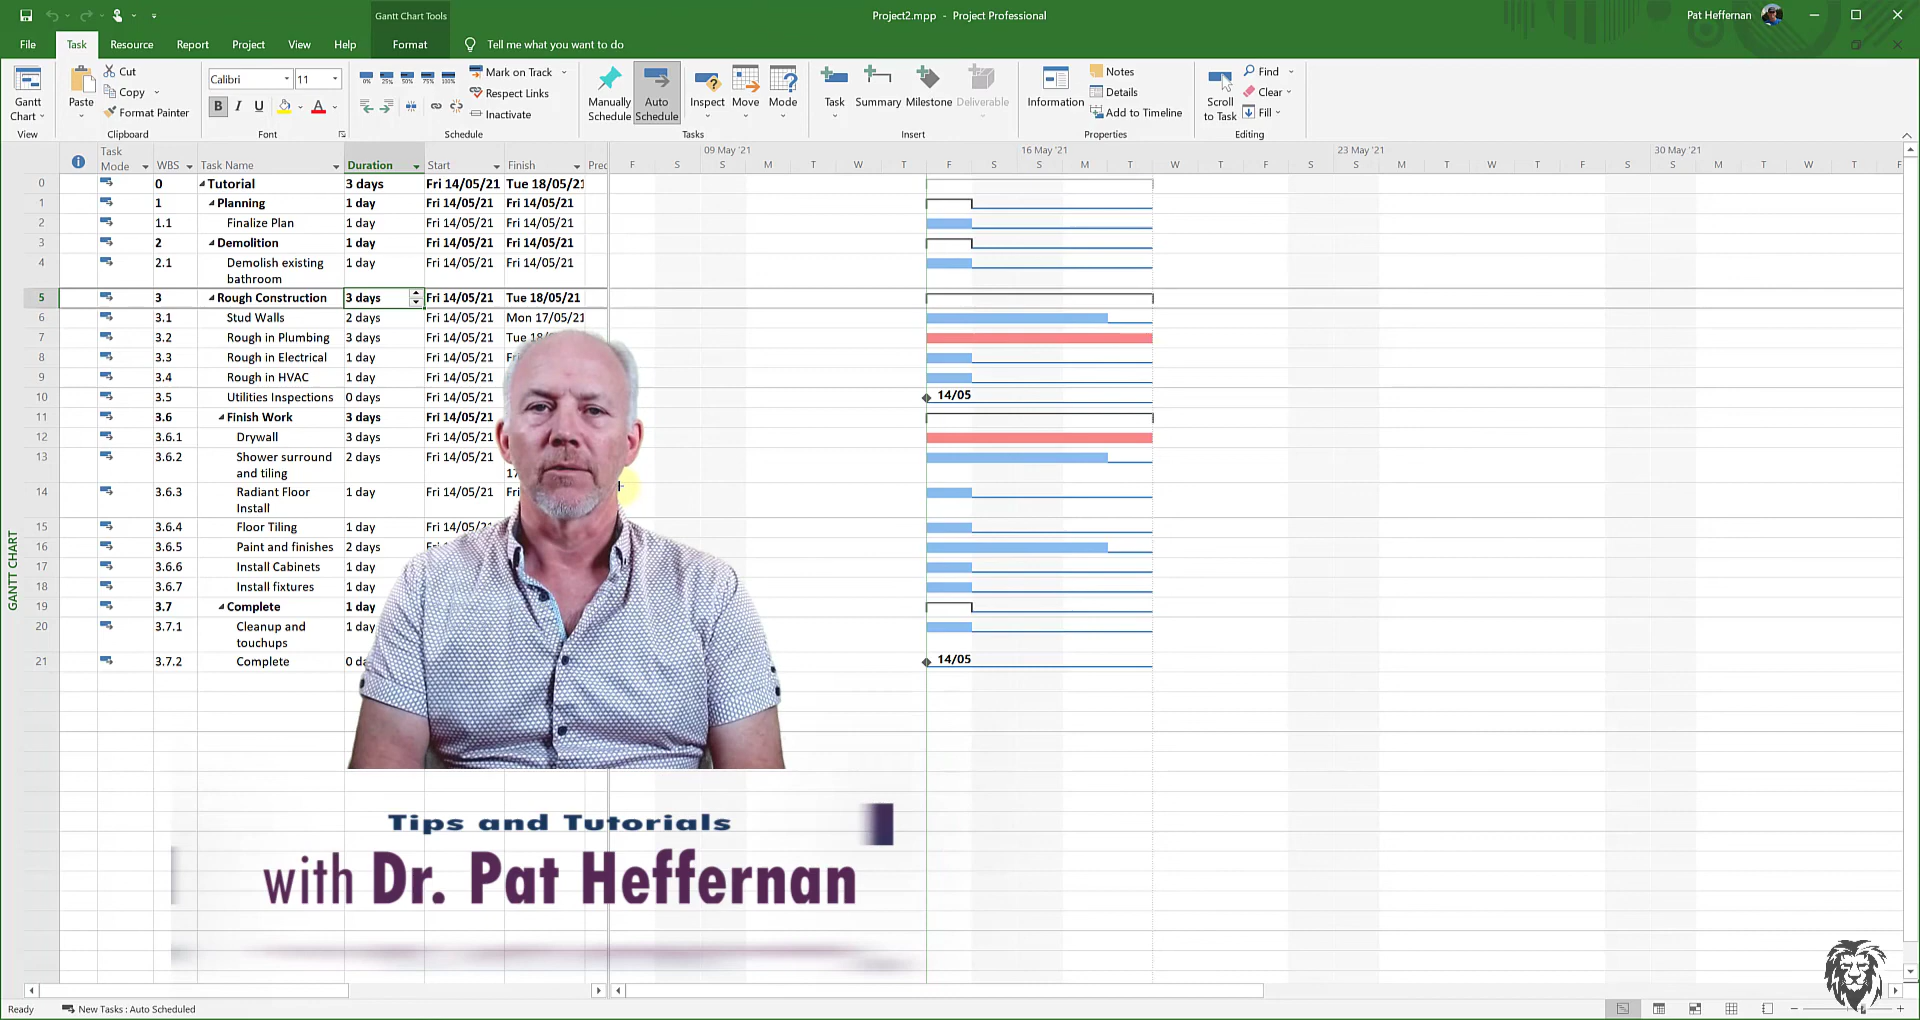 Gantt Chart Tools
Project2.mpp - Project Professional
Pat Heffernan
File Task Resource Report Project View Help Format Tell me what you want to do
Gantt Chart
View
Paste
Cut
Copy
Format Painter
Clipboard
Calibri 11
B I U A
Font
0% 25% 50% 75% 100%
Mark on Track
Respect Links
Inactivate
Schedule
Manually Schedule
Auto Schedule
Inspect Move Mode
Tasks
Task Summary Milestone Deliverable
Insert
Information
Notes
Details
Add to Timeline
Properties
Scroll to Task
Find
Clear
Fill
Editing
Task Mode WBS Task Name Duration Start Finish Prec
09 May '21 16 May '21 23 May '21 30 May '21
F S S M T W T F S S M T W T F S S M T W T F S S M T W T F
0 0 Tutorial 3 days Fri 14/05/21 Tue 18/05/21
1 1 Planning 1 day Fri 14/05/21 Fri 14/05/21
2 1.1 Finalize Plan 1 day Fri 14/05/21 Fri 14/05/21
3 2 Demolition 1 day Fri 14/05/21 Fri 14/05/21
4 2.1 Demolish existing bathroom 1 day Fri 14/05/21 Fri 14/05/21
5 3 Rough Construction 3 days Fri 14/05/21 Tue 18/05/21
6 3.1 Stud Walls 2 days Fri 14/05/21 Mon 17/05/21
7 3.2 Rough in Plumbing 3 days Fri 14/05/21 Tue
8 3.3 Rough in Electrical 1 day Fri 14/05/21
9 3.4 Rough in HVAC 1 day Fri 14/05/21
10 3.5 Utilities Inspections 0 days Fri 14/05/21 14/05
11 3.6 Finish Work 3 days Fri 14/05/21
12 3.6.1 Drywall 3 days Fri 14/05/21
13 3.6.2 Shower surround and tiling 2 days Fri 14/05/21 17
14 3.6.3 Radiant Floor Install 1 day Fri 14/05/21 Fri
15 3.6.4 Floor Tiling 1 day Fri 14/05/21
16 3.6.5 Paint and finishes 2 days Fri
17 3.6.6 Install Cabinets 1 day
18 3.6.7 Install fixtures 1 day
19 3.7 Complete 1 day
20 3.7.1 Cleanup and touchups 1 day
21 3.7.2 Complete 0 14/05
GANTT CHART
Tips and Tutorials
with Dr. Pat Heffernan
Ready New Tasks : Auto Scheduled